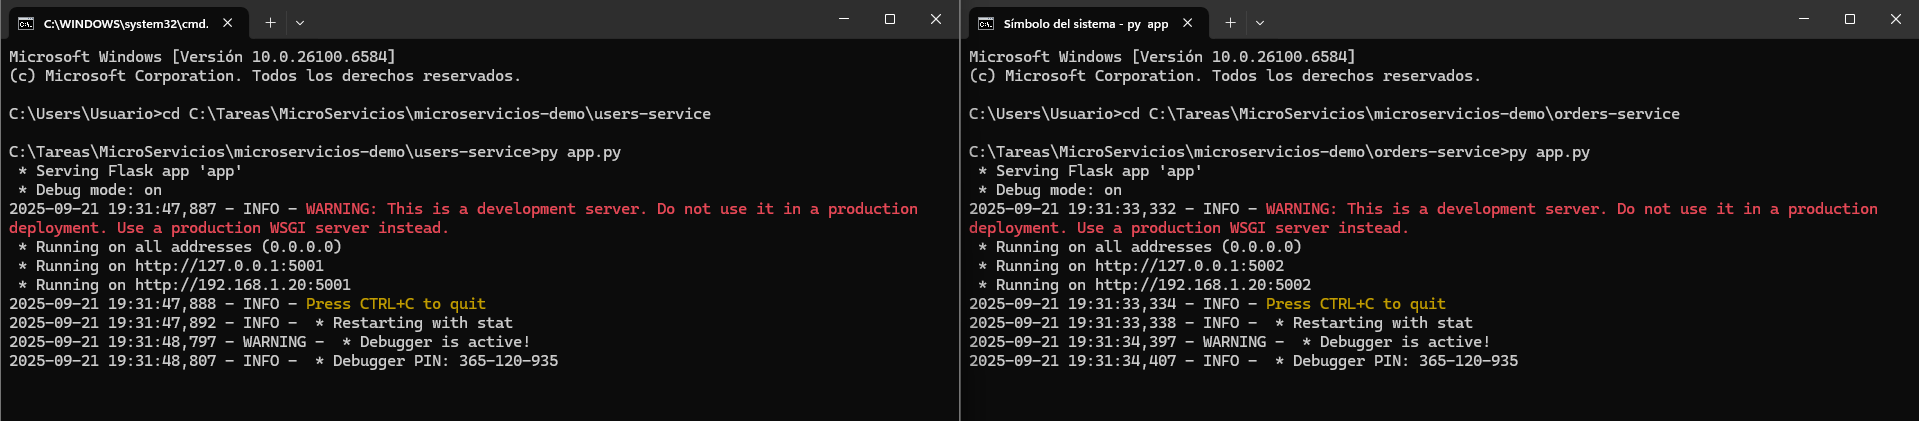 C:\WINDOWS\system32\cmd.
Microsoft Windows [Versión 10.0.26100.6584]
(c) Microsoft Corporation. Todos los derechos reservados.
C:\Users\Usuario>cd C:\Tareas\MicroServicios\microservicios-demo\users-service
C:\Tareas\MicroServicios\microservicios-demo\users-service>py app.py
 * Serving Flask app 'app'
 * Debug mode: on
2025-09-21 19:31:47,887 - INFO - WARNING: This is a development server. Do not use it in a production
deployment. Use a production WSGI server instead.
 * Running on all addresses (0.0.0.0)
 * Running on http://127.0.0.1:5001
 * Running on http://192.168.1.20:5001
2025-09-21 19:31:47,888 - INFO - Press CTRL+C to quit
2025-09-21 19:31:47,892 - INFO -  * Restarting with stat
2025-09-21 19:31:48,797 - WARNING -  * Debugger is active!
2025-09-21 19:31:48,807 - INFO -  * Debugger PIN: 365-120-935
Símbolo del sistema - py app
Microsoft Windows [Versión 10.0.26100.6584]
(c) Microsoft Corporation. Todos los derechos reservados.
C:\Users\Usuario>cd C:\Tareas\MicroServicios\microservicios-demo\orders-service
C:\Tareas\MicroServicios\microservicios-demo\orders-service>py app.py
 * Serving Flask app 'app'
 * Debug mode: on
2025-09-21 19:31:33,332 - INFO - WARNING: This is a development server. Do not use it in a production
deployment. Use a production WSGI server instead.
 * Running on all addresses (0.0.0.0)
 * Running on http://127.0.0.1:5002
 * Running on http://192.168.1.20:5002
2025-09-21 19:31:33,334 - INFO - Press CTRL+C to quit
2025-09-21 19:31:33,338 - INFO -  * Restarting with stat
2025-09-21 19:31:34,397 - WARNING -  * Debugger is active!
2025-09-21 19:31:34,407 - INFO -  * Debugger PIN: 365-120-935